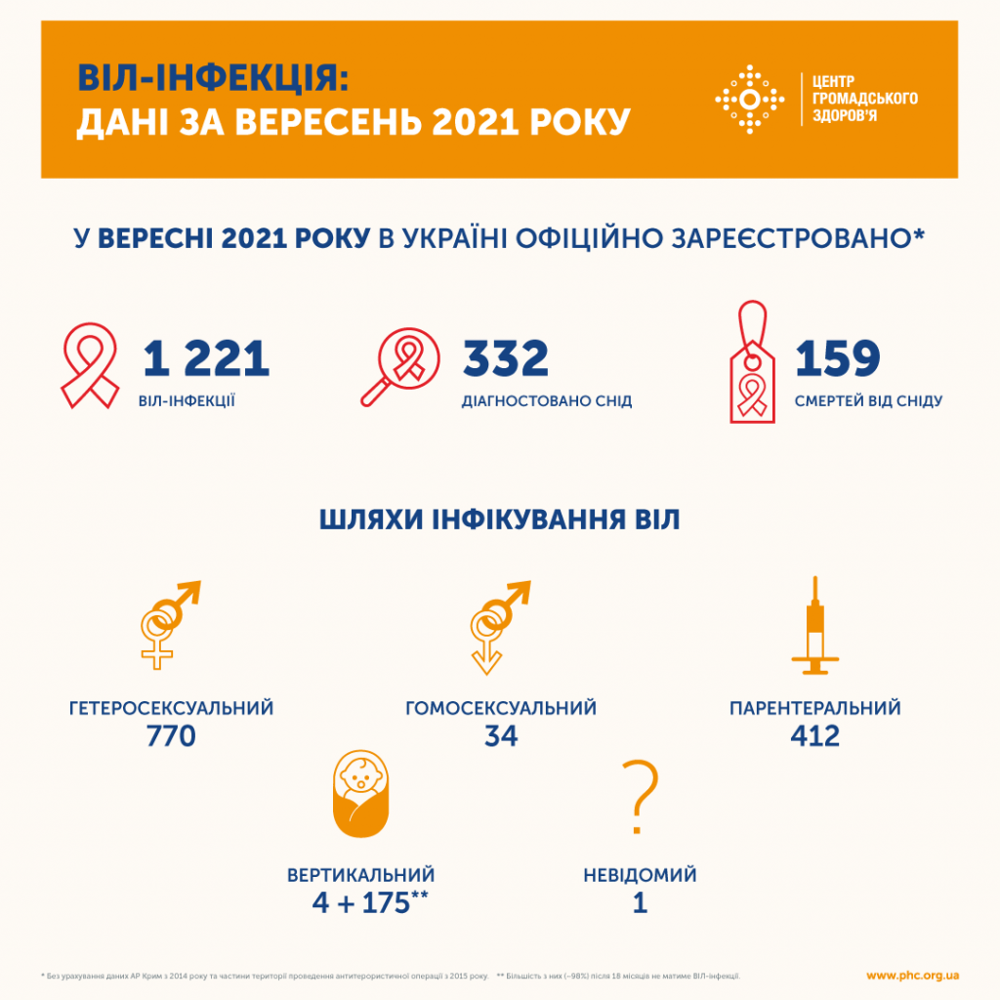 ВІЛ-ІНФЕКЦІЯ:
ДАНІ ЗА ВЕРЕСЕНЬ 2021 РОКУ
ЦЕНТР
ГРОМАДСЬКОГО
ЗДОРОВ'Я
У ВЕРЕСНІ 2021 РОКУ В УКРАЇНІ ОФІЦІЙНО ЗАРЕЄСТРОВАНО*
1 221
ВІЛ-ІНФЕКЦІЇ
332
ДІАГНОСТОВАНО СНІД
159
СМЕРТЕЙ ВІД СНІДУ
ШЛЯХИ ІНФІКУВАННЯ ВІЛ
ГЕТЕРОСЕКСУАЛЬНИЙ
770
ГОМОСЕКСУАЛЬНИЙ
34
ПАРЕНТЕРАЛЬНИЙ
412
ВЕРТИКАЛЬНИЙ
4 + 175**
НЕВІДОМИЙ
1
* Без урахування даних АР Крим з 2014 року та частини території проведення антитерористичної операції з 2015 року. ** Більшість з них (~98%) після 18 місяців не матиме ВІЛ-інфекції.
www.phc.org.ua